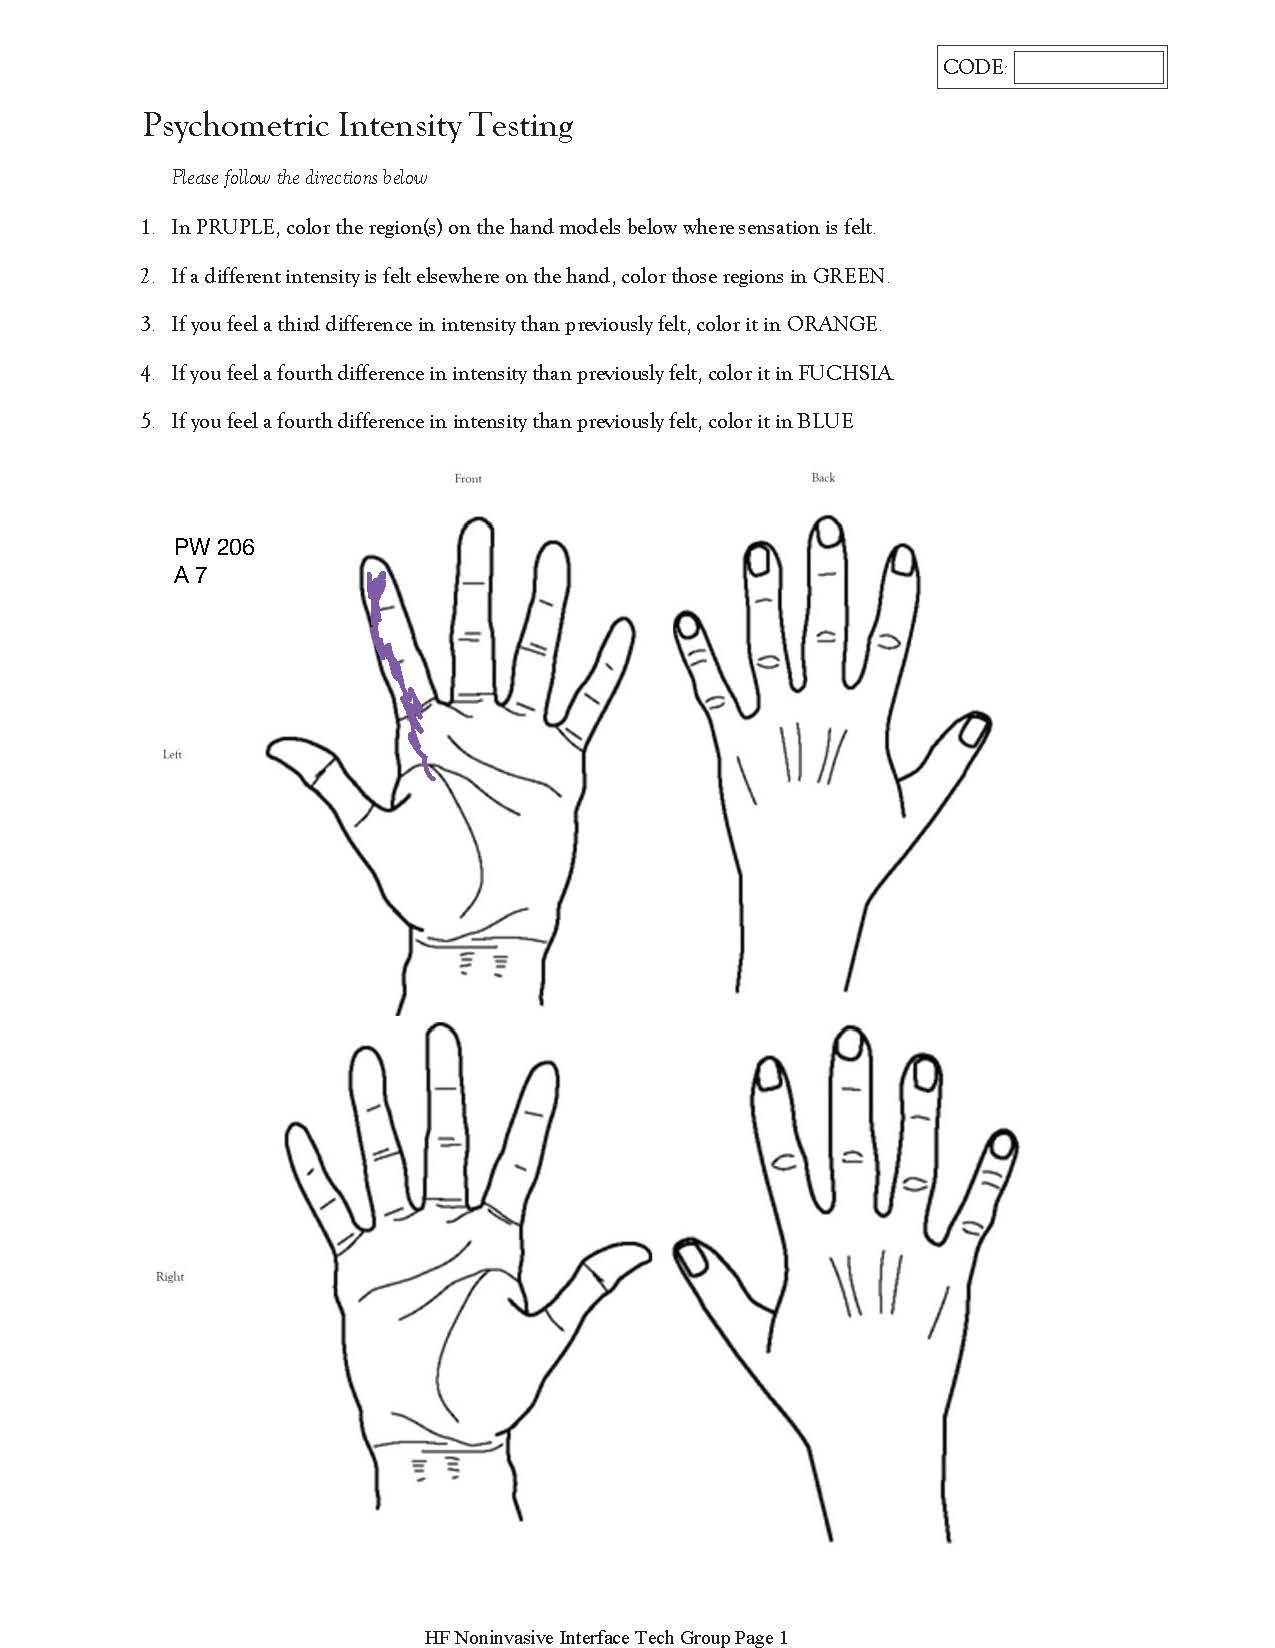 CODE:
Psychometric Intensity Testing
Please follow the directions below
1. In PRUPLE, color the region(s) on the hand models below where sensation is felt.
2. If a different intensity is felt elsewhere on the hand, color those regions in GREEN.
3. If you feel a third difference in intensity than previously felt, color it in ORANGE.
4. If you feel a fourth difference in intensity than previously felt, color it in FUCHSIA.
5. If you feel a fourth difference in intensity than previously felt, color it in BLUE
Front
Back
PW 206
A 7
Left
Right
HF Noninvasive Interface Tech Group Page 1